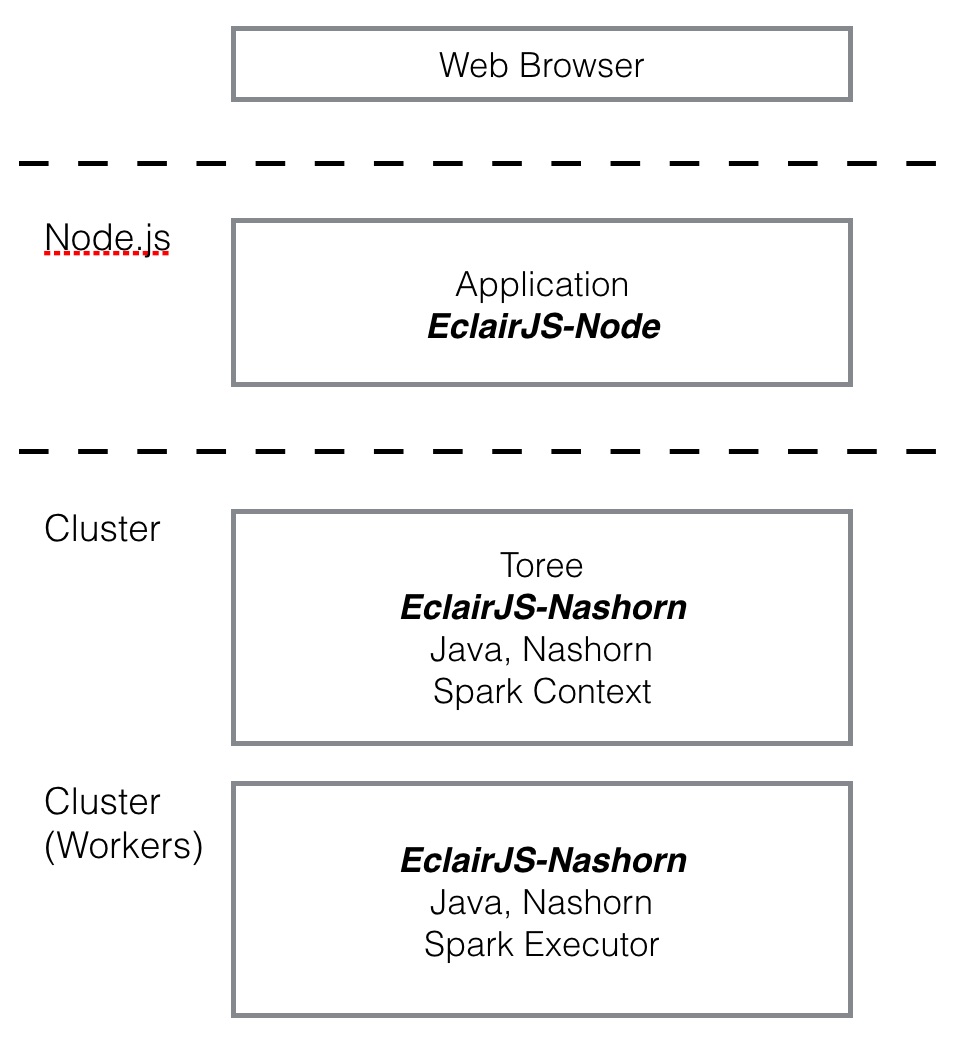 Web Browser
Node.js
Application
EclairJS-Node
Cluster
Toree
EclairJS-Nashorn
Java, Nashorn
Spark Context
Cluster
(Workers)
EclairJS-Nashorn
Java, Nashorn
Spark Executor